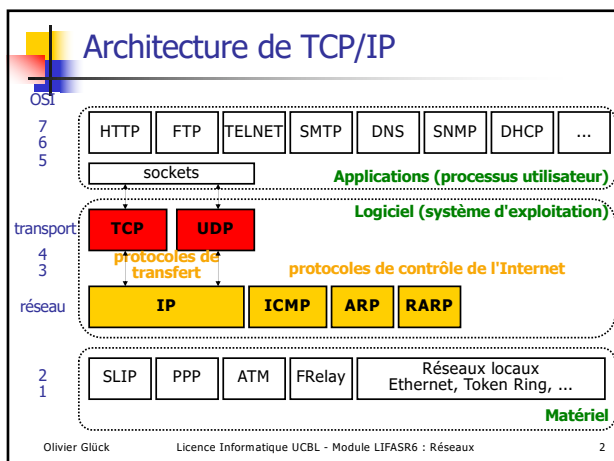 Architecture de TCP/IP
OSI
7
6
5
HTTP FTP TELNET SMTP DNS SNMP DHCP ...
sockets
Applications (processus utilisateur)
Logiciel (système d'exploitation)
transport
TCP UDP
4
3
protocoles de
transfert
protocoles de contrôle de l'Internet
réseau
IP ICMP ARP RARP
2
1
SLIP PPP ATM FRelay
Réseaux locaux
Ethernet, Token Ring, ...
Matériel
Olivier Glück Licence Informatique UCBL - Module LIFASR6 : Réseaux 2